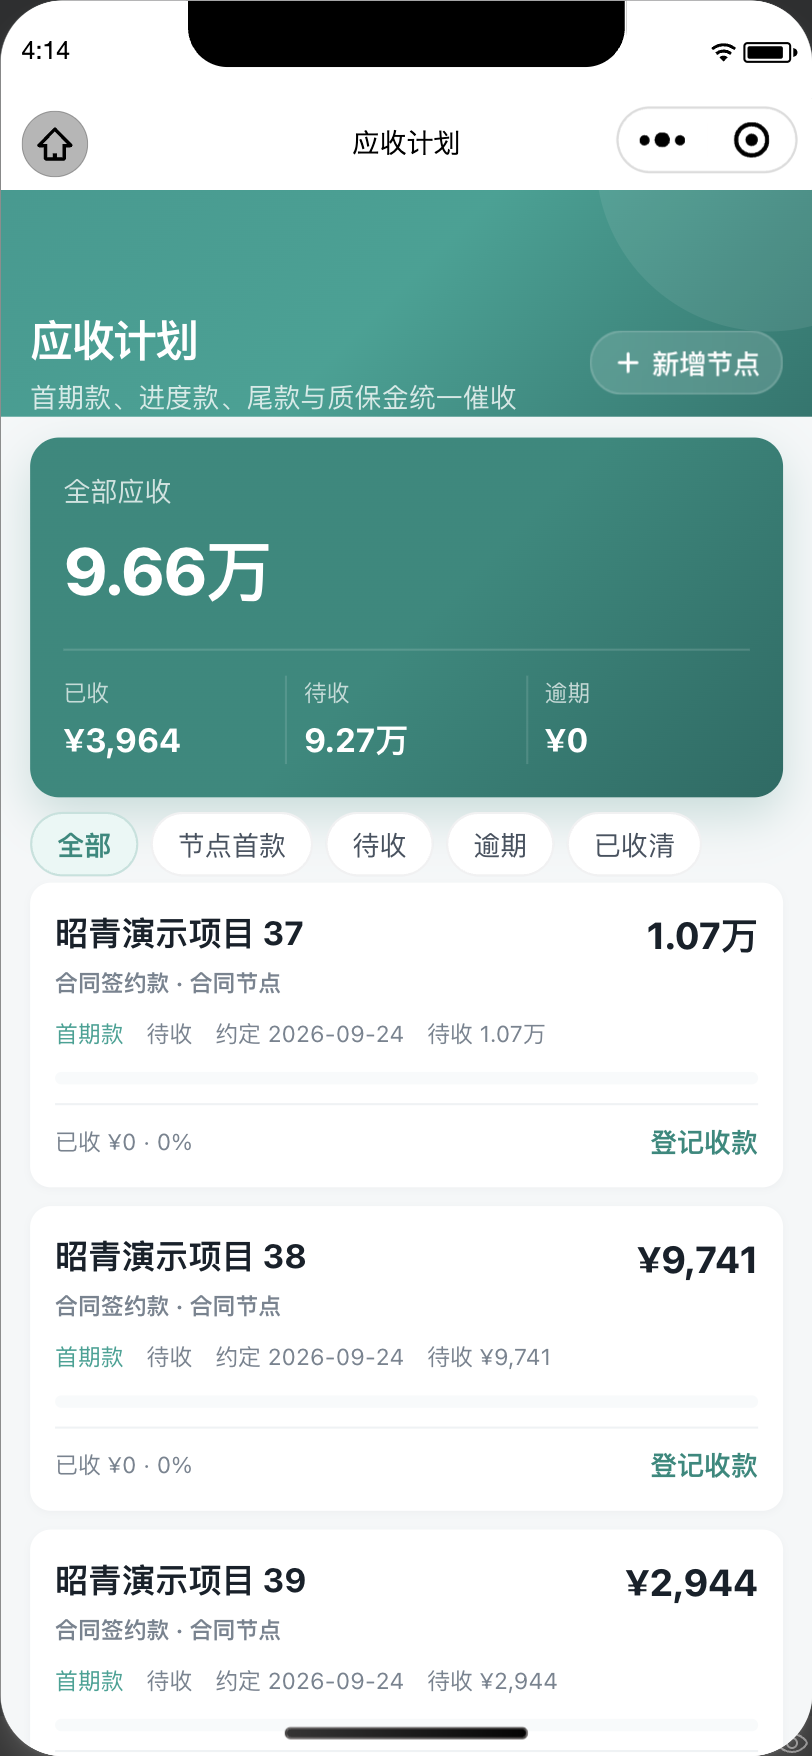 4:14
应收计划
应收计划
首期款、进度款、尾款与质保金统一催收
+ 新增节点
全部应收
9.66万
已收 待收 逾期
¥3,964 9.27万 ¥0
全部 节点首款 待收 逾期 已收清
昭青演示项目 37 1.07万
合同签约款 · 合同节点
首期款 待收 约定 2026-09-24 待收 1.07万
已收 ¥0 · 0% 登记收款
昭青演示项目 38 ¥9,741
合同签约款 · 合同节点
首期款 待收 约定 2026-09-24 待收 ¥9,741
已收 ¥0 · 0% 登记收款
昭青演示项目 39 ¥2,944
合同签约款 · 合同节点
首期款 待收 约定 2026-09-24 待收 ¥2,944